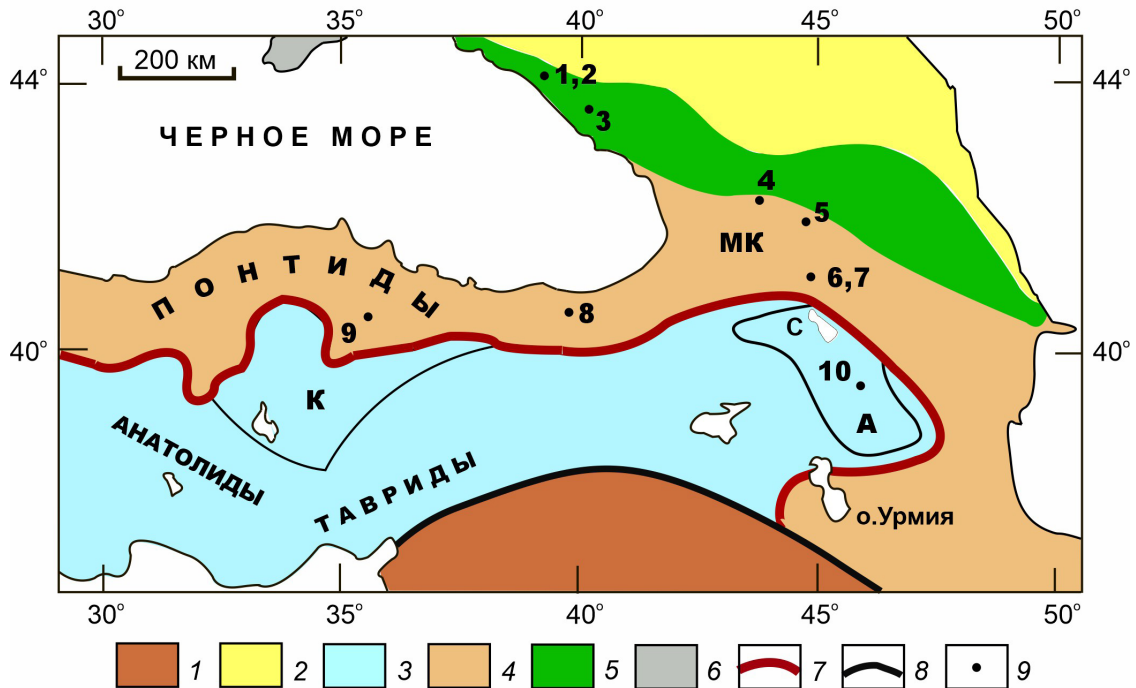 30° 35° 40° 45° 50°
200 км
44° 44°
1,2
ЧЕРНОЕ МОРЕ
3
4
5
МК
6,7
ПОНТИДЫ
8
9
С
40° 40°
10
К
А
АНАТОЛИДЫ
ТАВРИДЫ
о.Урмия
30° 35° 40° 45° 50°
1 2 3 4 5 6 7 8 9